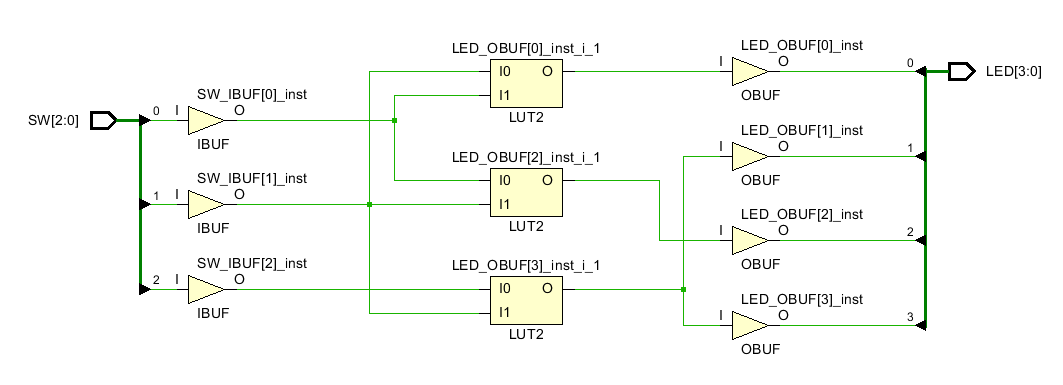 SW[2:0]
0
I
SW_IBUF[0]_inst
O
IBUF
1
I
SW_IBUF[1]_inst
O
IBUF
2
I
SW_IBUF[2]_inst
O
IBUF
LED_OBUF[0]_inst_i_1
I0
O
I1
LUT2
LED_OBUF[2]_inst_i_1
I0
O
I1
LUT2
LED_OBUF[3]_inst_i_1
I0
O
I1
LUT2
LED_OBUF[0]_inst
I
O
OBUF
0
LED_OBUF[1]_inst
I
O
OBUF
1
LED_OBUF[2]_inst
I
O
OBUF
2
LED_OBUF[3]_inst
I
O
OBUF
3
LED[3:0]